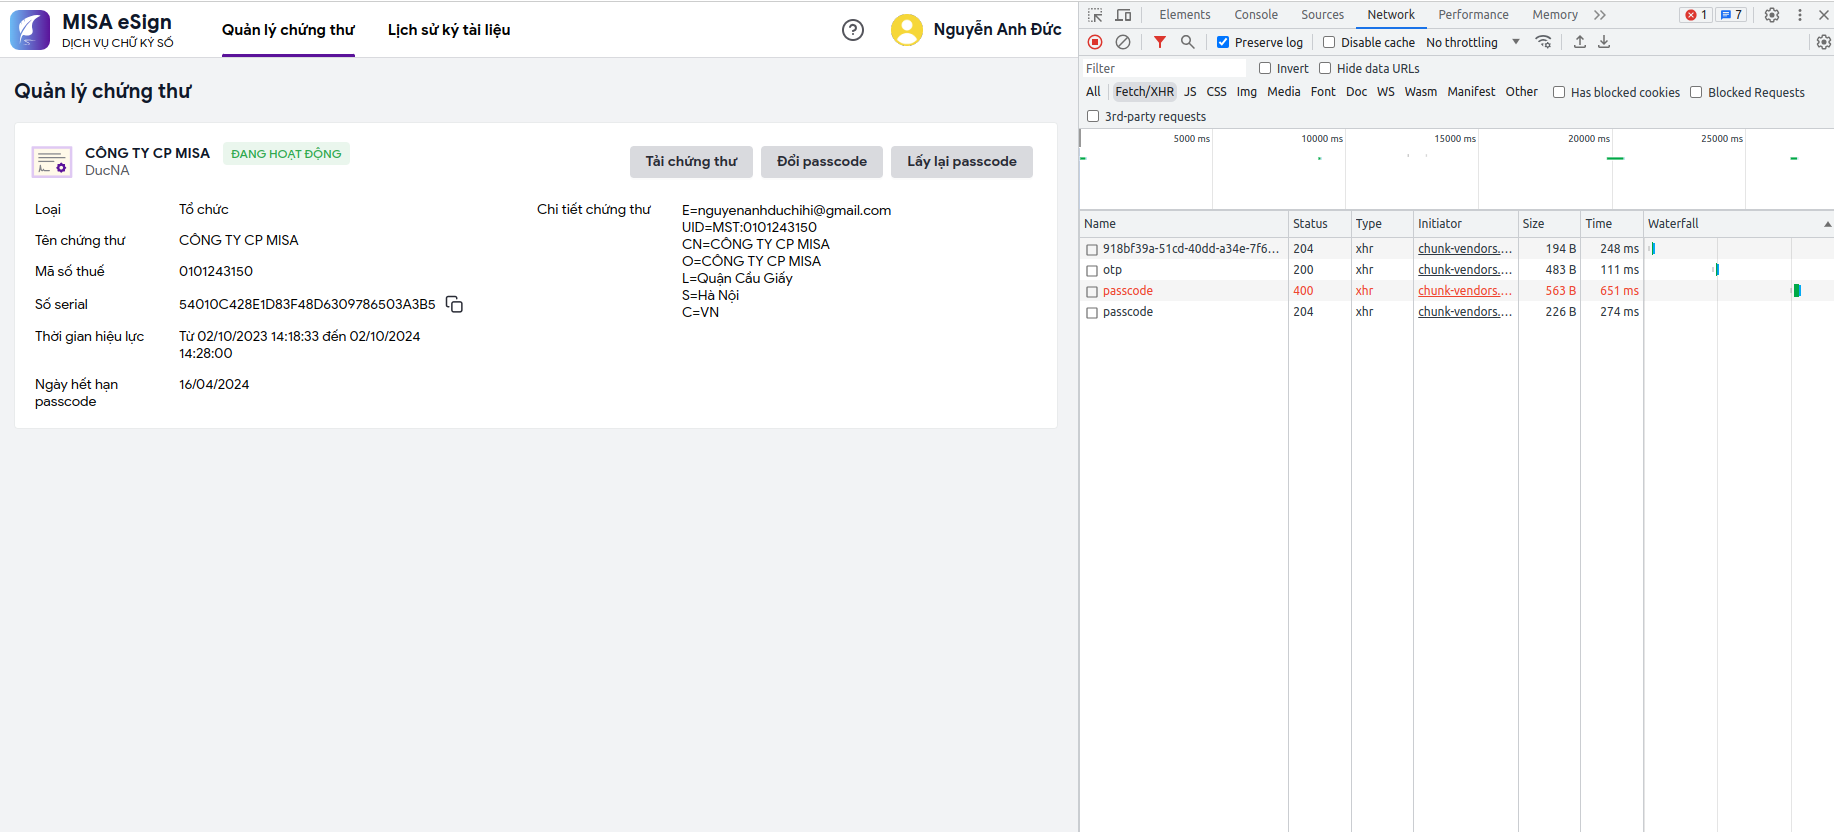 MISA eSign
DỊCH VỤ CHỮ KÝ SỐ
Quản lý chứng thư
Lịch sử ký tài liệu
Nguyễn Anh Đức
Quản lý chứng thư
CÔNG TY CP MISA
ĐANG HOẠT ĐỘNG
DucNA
Tải chứng thư
Đổi passcode
Lấy lại passcode
Loại
Tổ chức
Tên chứng thư
CÔNG TY CP MISA
Mã số thuế
0101243150
Số serial
54010C428E1D83F48D6309786503A3B5
Thời gian hiệu lực
Từ 02/10/2023 14:18:33 đến 02/10/2024
14:28:00
Ngày hết hạn
passcode
16/04/2024
Chi tiết chứng thư
E=nguyenanhduchihi@gmail.com
UID=MST:0101243150
CN=CÔNG TY CP MISA
O=CÔNG TY CP MISA
L=Quận Cầu Giấy
S=Hà Nội
C=VN
Elements Console Sources Network Performance Memory 1 7
Preserve log Disable cache No throttling
Filter Invert Hide data URLs
All Fetch/XHR JS CSS Img Media Font Doc WS Wasm Manifest Other Has blocked cookies Blocked Requests
3rd-party requests
5000 ms 10000 ms 15000 ms 20000 ms 25000 ms
Name Status Type Initiator Size Time Waterfall
918bf39a-51cd-40dd-a34e-7f6... 204 xhr chunk-vendors.... 194 B 248 ms
otp 200 xhr chunk-vendors.... 483 B 111 ms
passcode 400 xhr chunk-vendors.... 563 B 651 ms
passcode 204 xhr chunk-vendors.... 226 B 274 ms